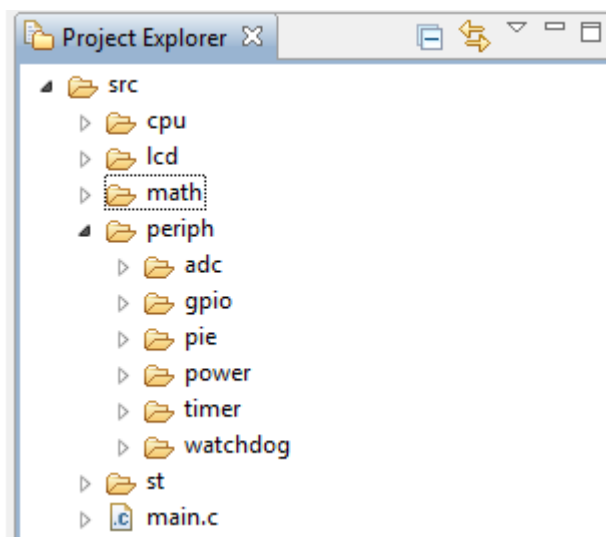 Project Explorer
src
cpu
lcd
math
periph
adc
gpio
pie
power
timer
watchdog
st
.c main.c